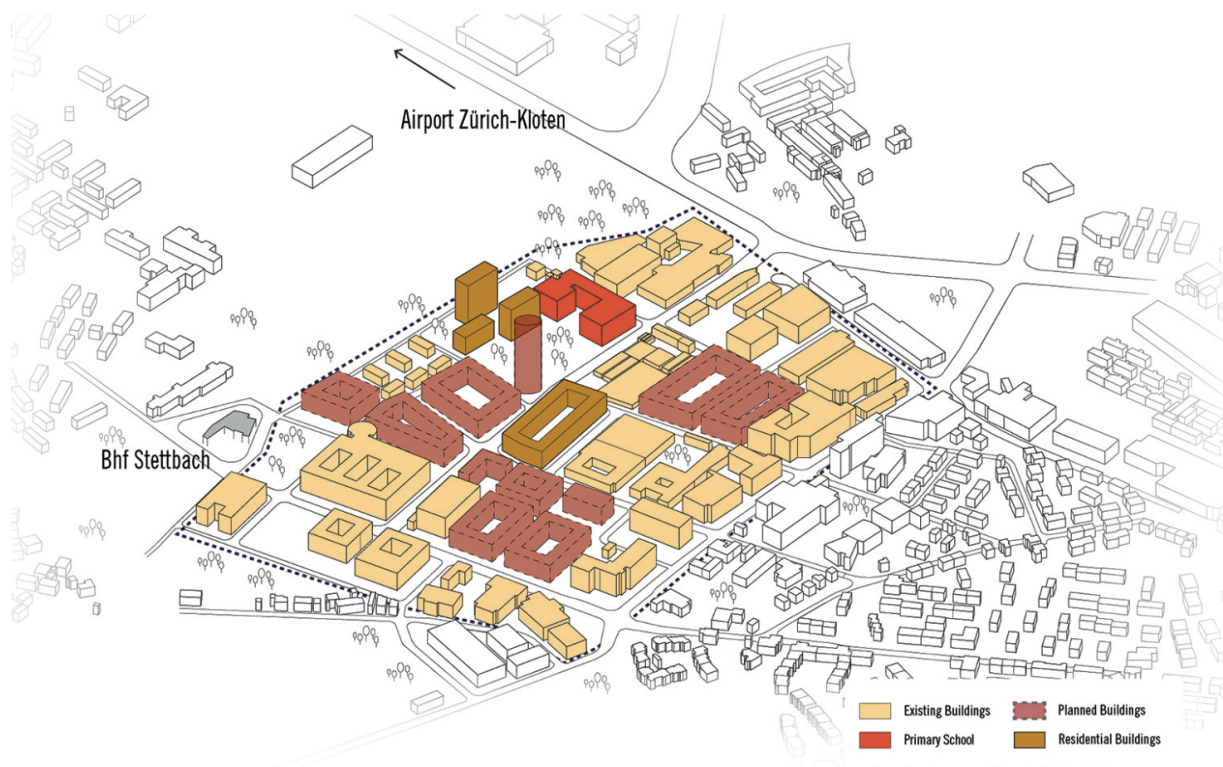 Airport Zürich-Kloten
Bhf Stettbach
Existing Buildings
Planned Buildings
Primary School
Residential Buildings